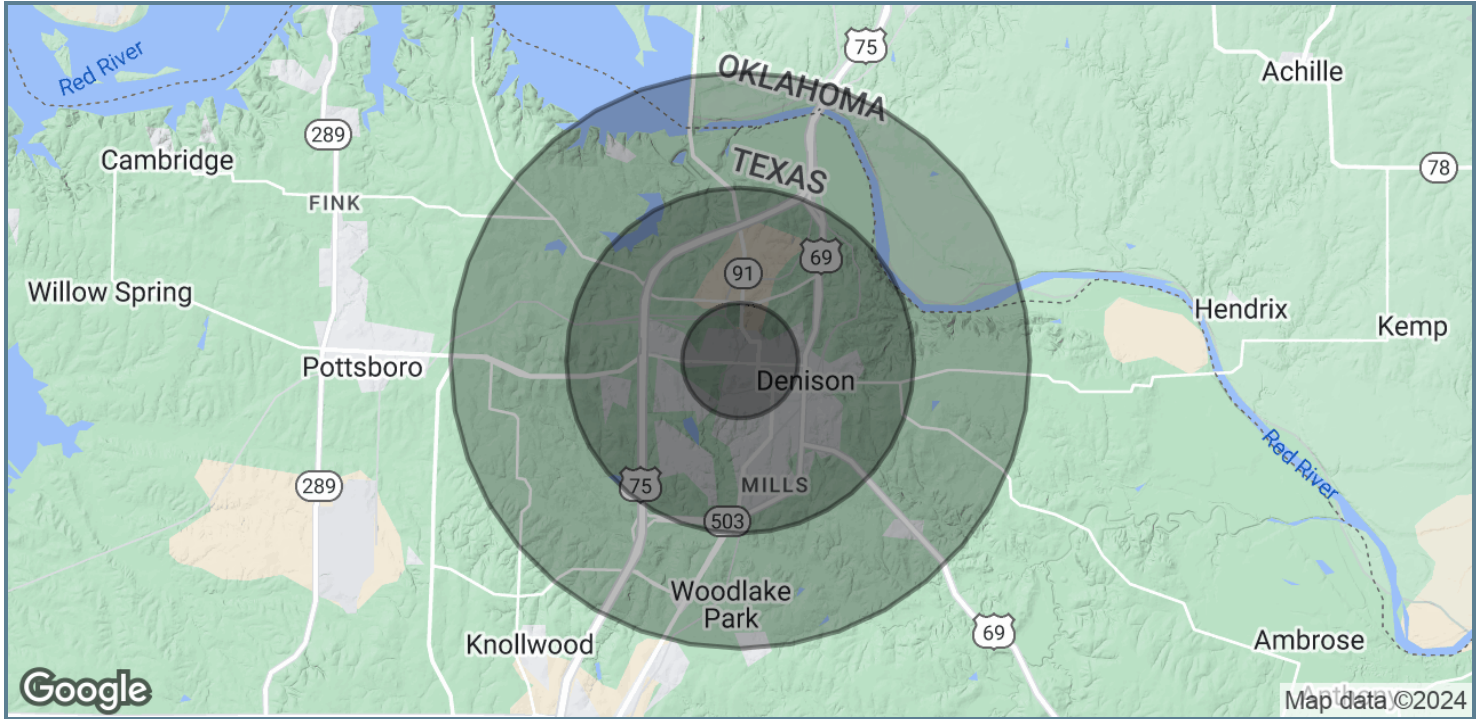 75
OKLAHOMA
Achille
Red River
289
Cambridge
TEXAS
78
FINK
69
91
Willow Spring
Hendrix
Kemp
Pottsboro
Denison
Red River
289
75
MILLS
503
Woodlake
Park
69
Knollwood
Ambrose
Google
Anthony
Map data ©2024